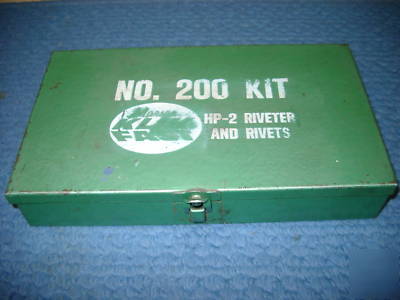 NO. 200 KIT
HP-2 RIVETER
AND RIVETS